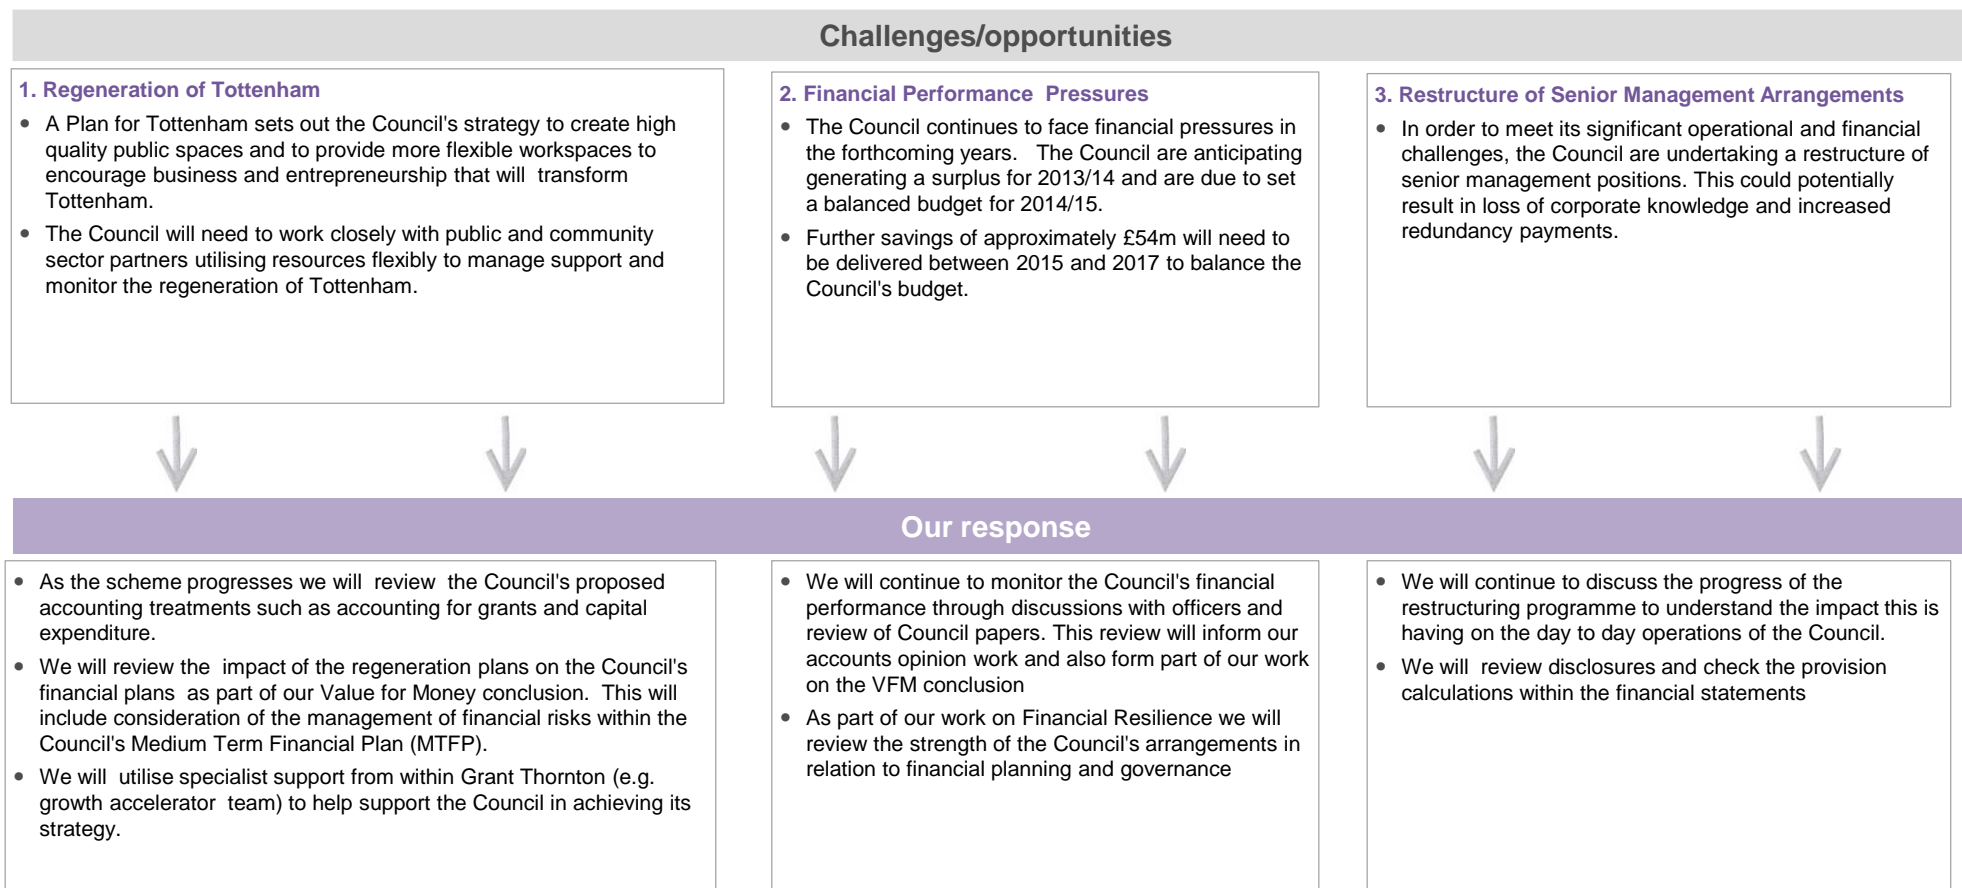 Challenges/opportunities
1. Regeneration of Tottenham
• A Plan for Tottenham sets out the Council's strategy to create high
quality public spaces and to provide more flexible workspaces to
encourage business and entrepreneurship that will transform
Tottenham.
• The Council will need to work closely with public and community
sector partners utilising resources flexibly to manage support and
monitor the regeneration of Tottenham.
2. Financial Performance Pressures
• The Council continues to face financial pressures in
the forthcoming years. The Council are anticipating
generating a surplus for 2013/14 and are due to set
a balanced budget for 2014/15.
• Further savings of approximately £54m will need to
be delivered between 2015 and 2017 to balance the
Council's budget.
3. Restructure of Senior Management Arrangements
• In order to meet its significant operational and financial
challenges, the Council are undertaking a restructure of
senior management positions. This could potentially
result in loss of corporate knowledge and increased
redundancy payments.
Our response
• As the scheme progresses we will review the Council's proposed
accounting treatments such as accounting for grants and capital
expenditure.
• We will review the impact of the regeneration plans on the Council's
financial plans as part of our Value for Money conclusion. This will
include consideration of the management of financial risks within the
Council's Medium Term Financial Plan (MTFP).
• We will utilise specialist support from within Grant Thornton (e.g.
growth accelerator team) to help support the Council in achieving its
strategy.
• We will continue to monitor the Council's financial
performance through discussions with officers and
review of Council papers. This review will inform our
accounts opinion work and also form part of our work
on the VFM conclusion
• As part of our work on Financial Resilience we will
review the strength of the Council's arrangements in
relation to financial planning and governance
• We will continue to discuss the progress of the
restructuring programme to understand the impact this is
having on the day to day operations of the Council.
• We will review disclosures and check the provision
calculations within the financial statements